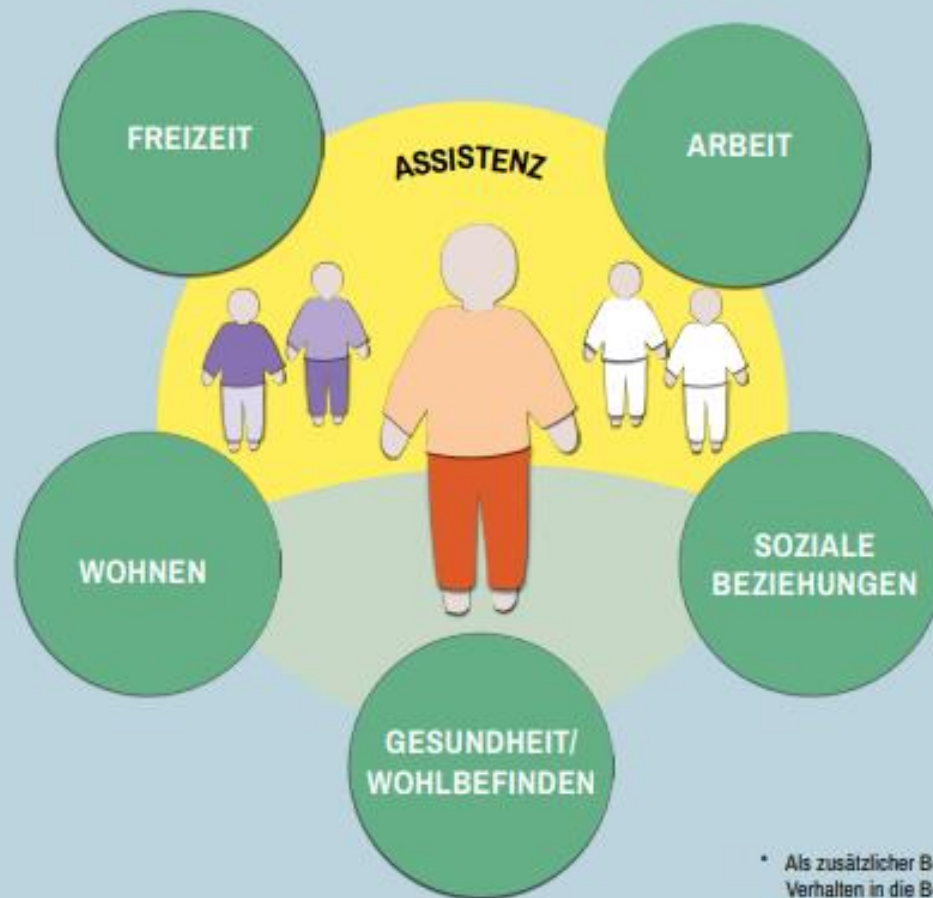 FREIZEIT
ASSISTENZ
ARBEIT
WOHNEN
SOZIALE
BEZIEHUNGEN
GESUNDHEIT/
WOHLBEFINDEN
* Als zusätzlicher
Verhalten in die